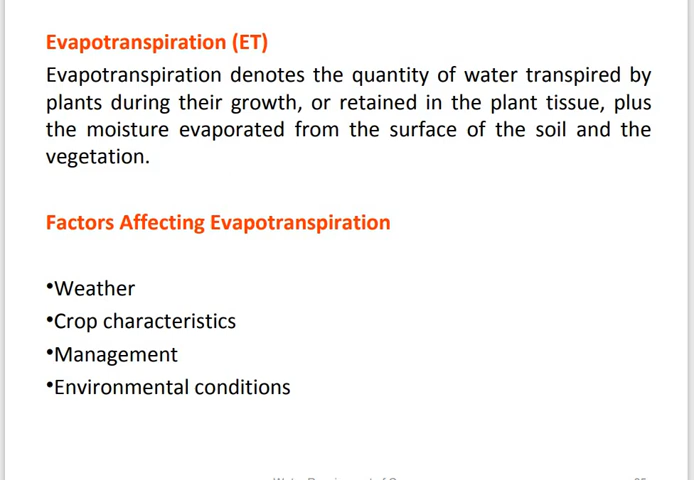 Evapotranspiration (ET)
Evapotranspiration denotes the quantity of water transpired by
plants during their growth, or retained in the plant tissue, plus
the moisture evaporated from the surface of the soil and the
vegetation.
Factors Affecting Evapotranspiration
•Weather
•Crop characteristics
•Management
•Environmental conditions